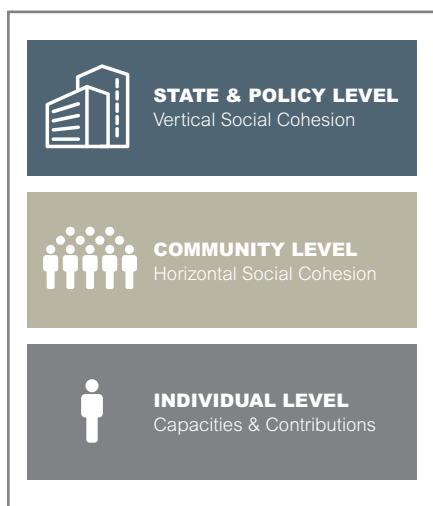 STATE & POLICY LEVEL
Vertical Social Cohesion
COMMUNITY LEVEL
Horizontal Social Cohesion
INDIVIDUAL LEVEL
Capacities & Contributions